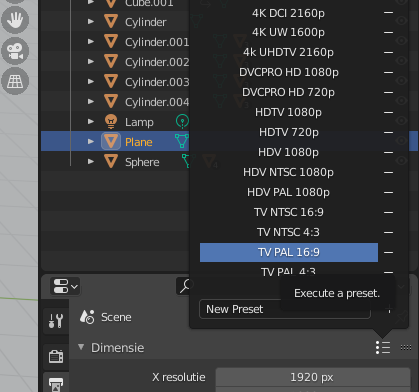 Cube.001
4K DCI 2160p
Cylinder
4K UW 1600p
Cylinder.001
4K UHDTV 2160p
Cylinder.002
DVCPRO HD 1080p
Cylinder.003
DVCPRO HD 720p
Cylinder.004
HDTV 1080p
Lamp
HDTV 720p
Plane
HDV 1080p
Sphere
HDV NTSC 1080p
HDV PAL 1080p
TV NTSC 16:9
TV NTSC 4:3
TV PAL 16:9
TV PAL 4:3
Execute a preset.
New Preset
Scene
Dimensie
X resolutie 1920 px